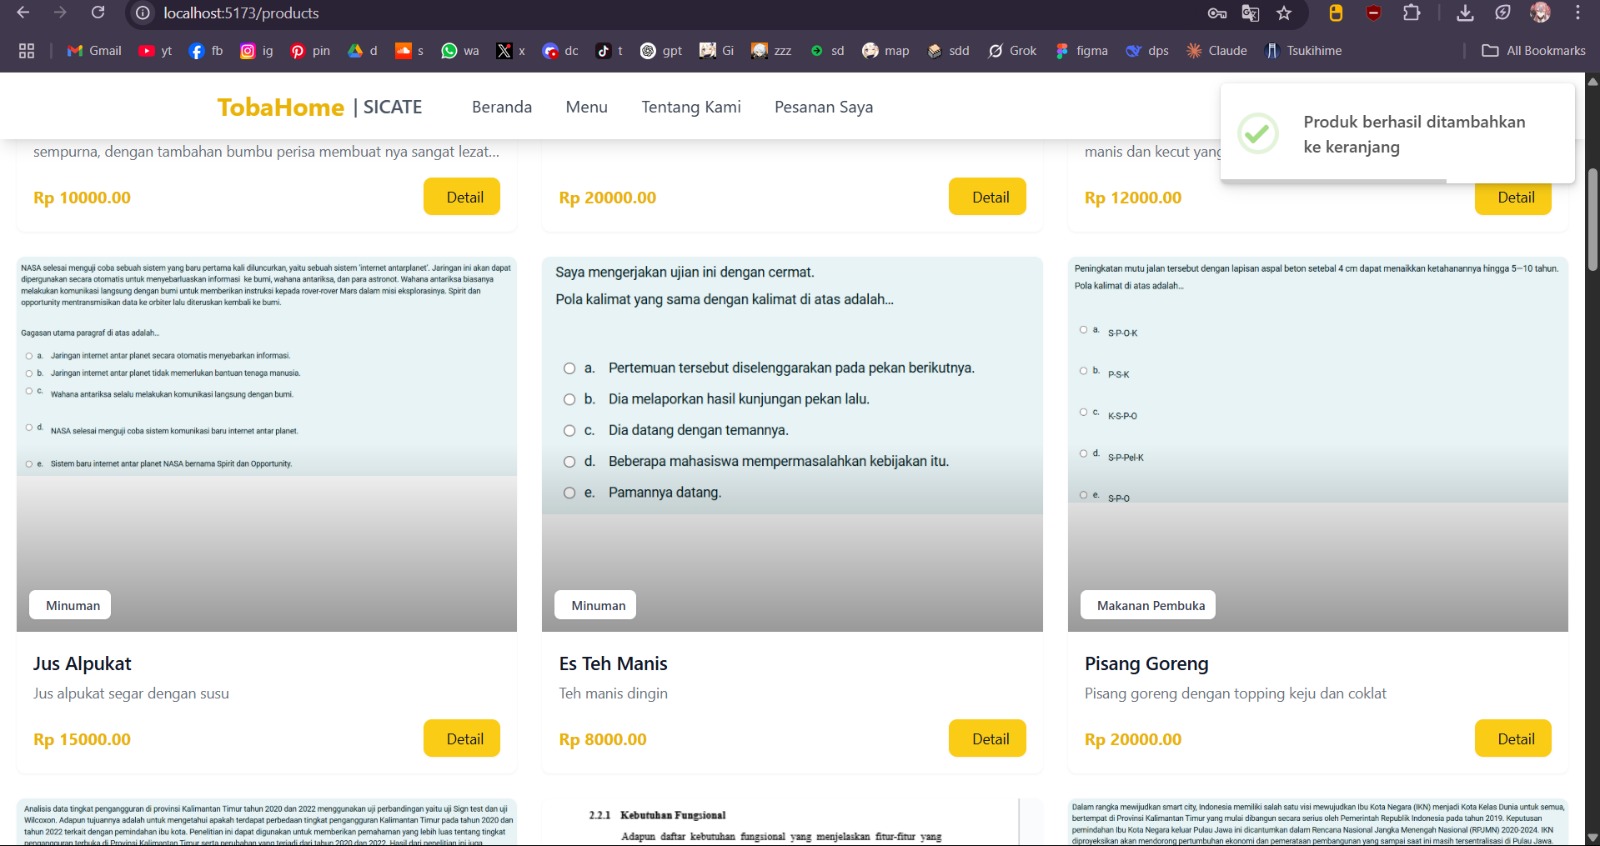 localhost:5173/products
Gmail
yt
fb
ig
pin
d
s
wa
x
dc
t
gpt
Gi
zzz
sd
map
sdd
Grok
figma
dps
Claude
Tsukihime
All Bookmarks
TobaHome | SICATE
Beranda
Menu
Tentang Kami
Pesanan Saya
Produk berhasil ditambahkan
ke keranjang
sempurna, dengan tambahan bumbu perisa membuat nya sangat lezat...
manis dan kecut yang
Rp 10000.00
Detail
Rp 20000.00
Detail
Rp 12000.00
Detail
NASA selesai menguji coba sebuah sistem yang baru pertama kali diluncurkan, yaitu sebuah sistem 'internet antarplanet'. Jaringan ini akan dapat
dipergunakan secara otomatis untuk menyebarluaskan informasi ke bumi, wahana antariksa, dan para astronot. Wahana antariksa biasanya
melakukan komunikasi langsung dengan bumi untuk memberikan instruksi kepada rover-rover Mars dalam misi eksplorasinya. Spirit dan
opportunity mentransmisikan data ke orbiter lalu diteruskan kembali ke bumi.
Gagasan utama paragraf di atas adalah...
a. Jaringan internet antar planet secara otomatis menyebarkan informasi.
b. Jaringan internet antar planet tidak memerlukan bantuan tenaga manusia.
c. Wahana antariksa selalu melakukan komunikasi langsung dengan bumi.
d. NASA selesai menguji coba sistem komunikasi baru internet antar planet.
e. Sistem baru internet antar planet NASA bernama Spirit dan Opportunity.
Minuman
Jus Alpukat
Jus alpukat segar dengan susu
Rp 15000.00
Detail
Saya mengerjakan ujian ini dengan cermat.
Pola kalimat yang sama dengan kalimat di atas adalah...
a. Pertemuan tersebut diselenggarakan pada pekan berikutnya.
b. Dia melaporkan hasil kunjungan pekan lalu.
c. Dia datang dengan temannya.
d. Beberapa mahasiswa mempermasalahkan kebijakan itu.
e. Pamannya datang.
Minuman
Es Teh Manis
Teh manis dingin
Rp 8000.00
Detail
Peningkatan mutu jalan tersebut dengan lapisan aspal beton setebal 4 cm dapat menaikkan ketahanannya hingga 5—10 tahun.
Pola kalimat di atas adalah...
a. S-P-O-K
b. P-S-K
c. K-S-P-O
d. S-P-Pel-K
e. S-P-O
Makanan Pembuka
Pisang Goreng
Pisang goreng dengan topping keju dan coklat
Rp 20000.00
Detail
Analisis data tingkat pengangguran di provinsi Kalimantan Timur tahun 2020 dan 2022 menggunakan uji perbandingan yaitu uji Sign test dan uji
Wilcoxon. Adapun tujuannya adalah untuk mengetahui apakah terdapat perbedaan tingkat pengangguran Kalimantan Timur pada tahun 2020 dan
tahun 2022 terkait dengan pemindahan ibu kota. Penelitian ini dapat digunakan untuk memberikan pemahaman yang lebih luas tentang tingkat
pengangguran terbuka di Provinsi Kalimantan Timur serta perubahan yang terjadi dari tahun 2020 dan 2022. Hasil dari penelitian ini juga
2.2.1 Kebutuhan Fungsional
Adapun daftar kebutuhan fungsional yang menjelaskan fitur-fitur yang
Dalam rangka mewijudkan smart city, Indonesia memiliki salah satu visi mewujudkan Ibu Kota Negara (IKN) menjadi Kota Kelas Dunia untuk semua,
bertempat di Provinsi Kalimantan Timur yang mulai dibangun secara serius oleh Pemerintah Republik Indonesia pada tahun 2019. Keputusan
pemindahan Ibu Kota Negara keluar Pulau Jawa ini dicantumkan dalam Rencana Nasional Jangka Menengah Nasional (RPJMN) 2020-2024. IKN
diproyeksikan akan mendorong pertumbuhan ekonomi dan pemerataan pembangunan yang sampai saat ini masih tersentralisasi di Pulau Jawa.